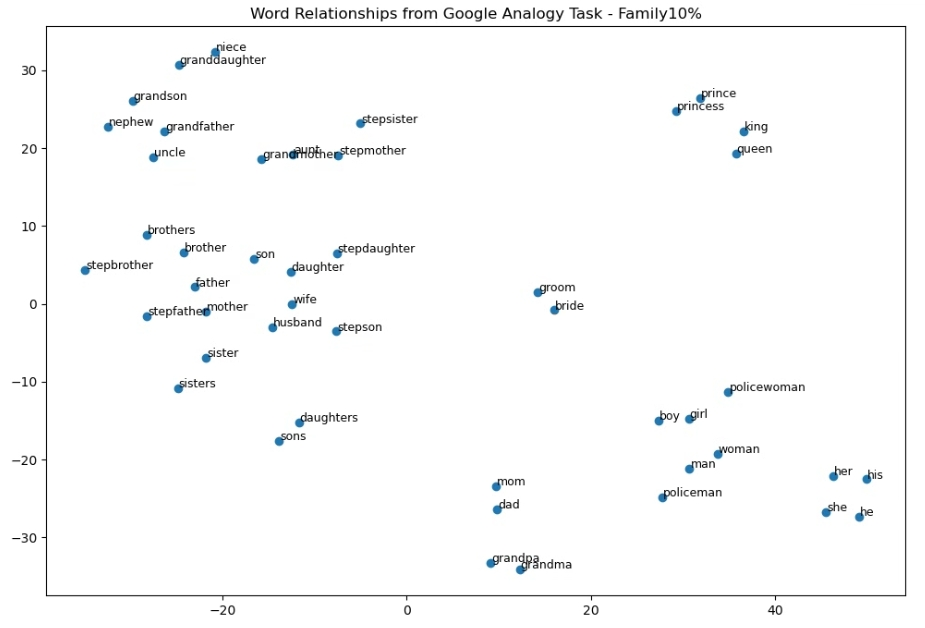 Word Relationships from Google Analogy Task - Family10%
niece
granddaughter
grandson
nephew
grandfather
uncle
stepsister
grandmother
aunt
stepmother
prince
princess
king
queen
brothers
brother
stepbrother
son
stepdaughter
daughter
father
wife
stepfather
mother
husband
stepson
sister
sisters
daughters
sons
groom
bride
policewoman
boy
girl
woman
man
policeman
her
his
she
he
mom
dad
grandpa
grandma
30
20
10
0
−10
−20
−30
−20
0
20
40